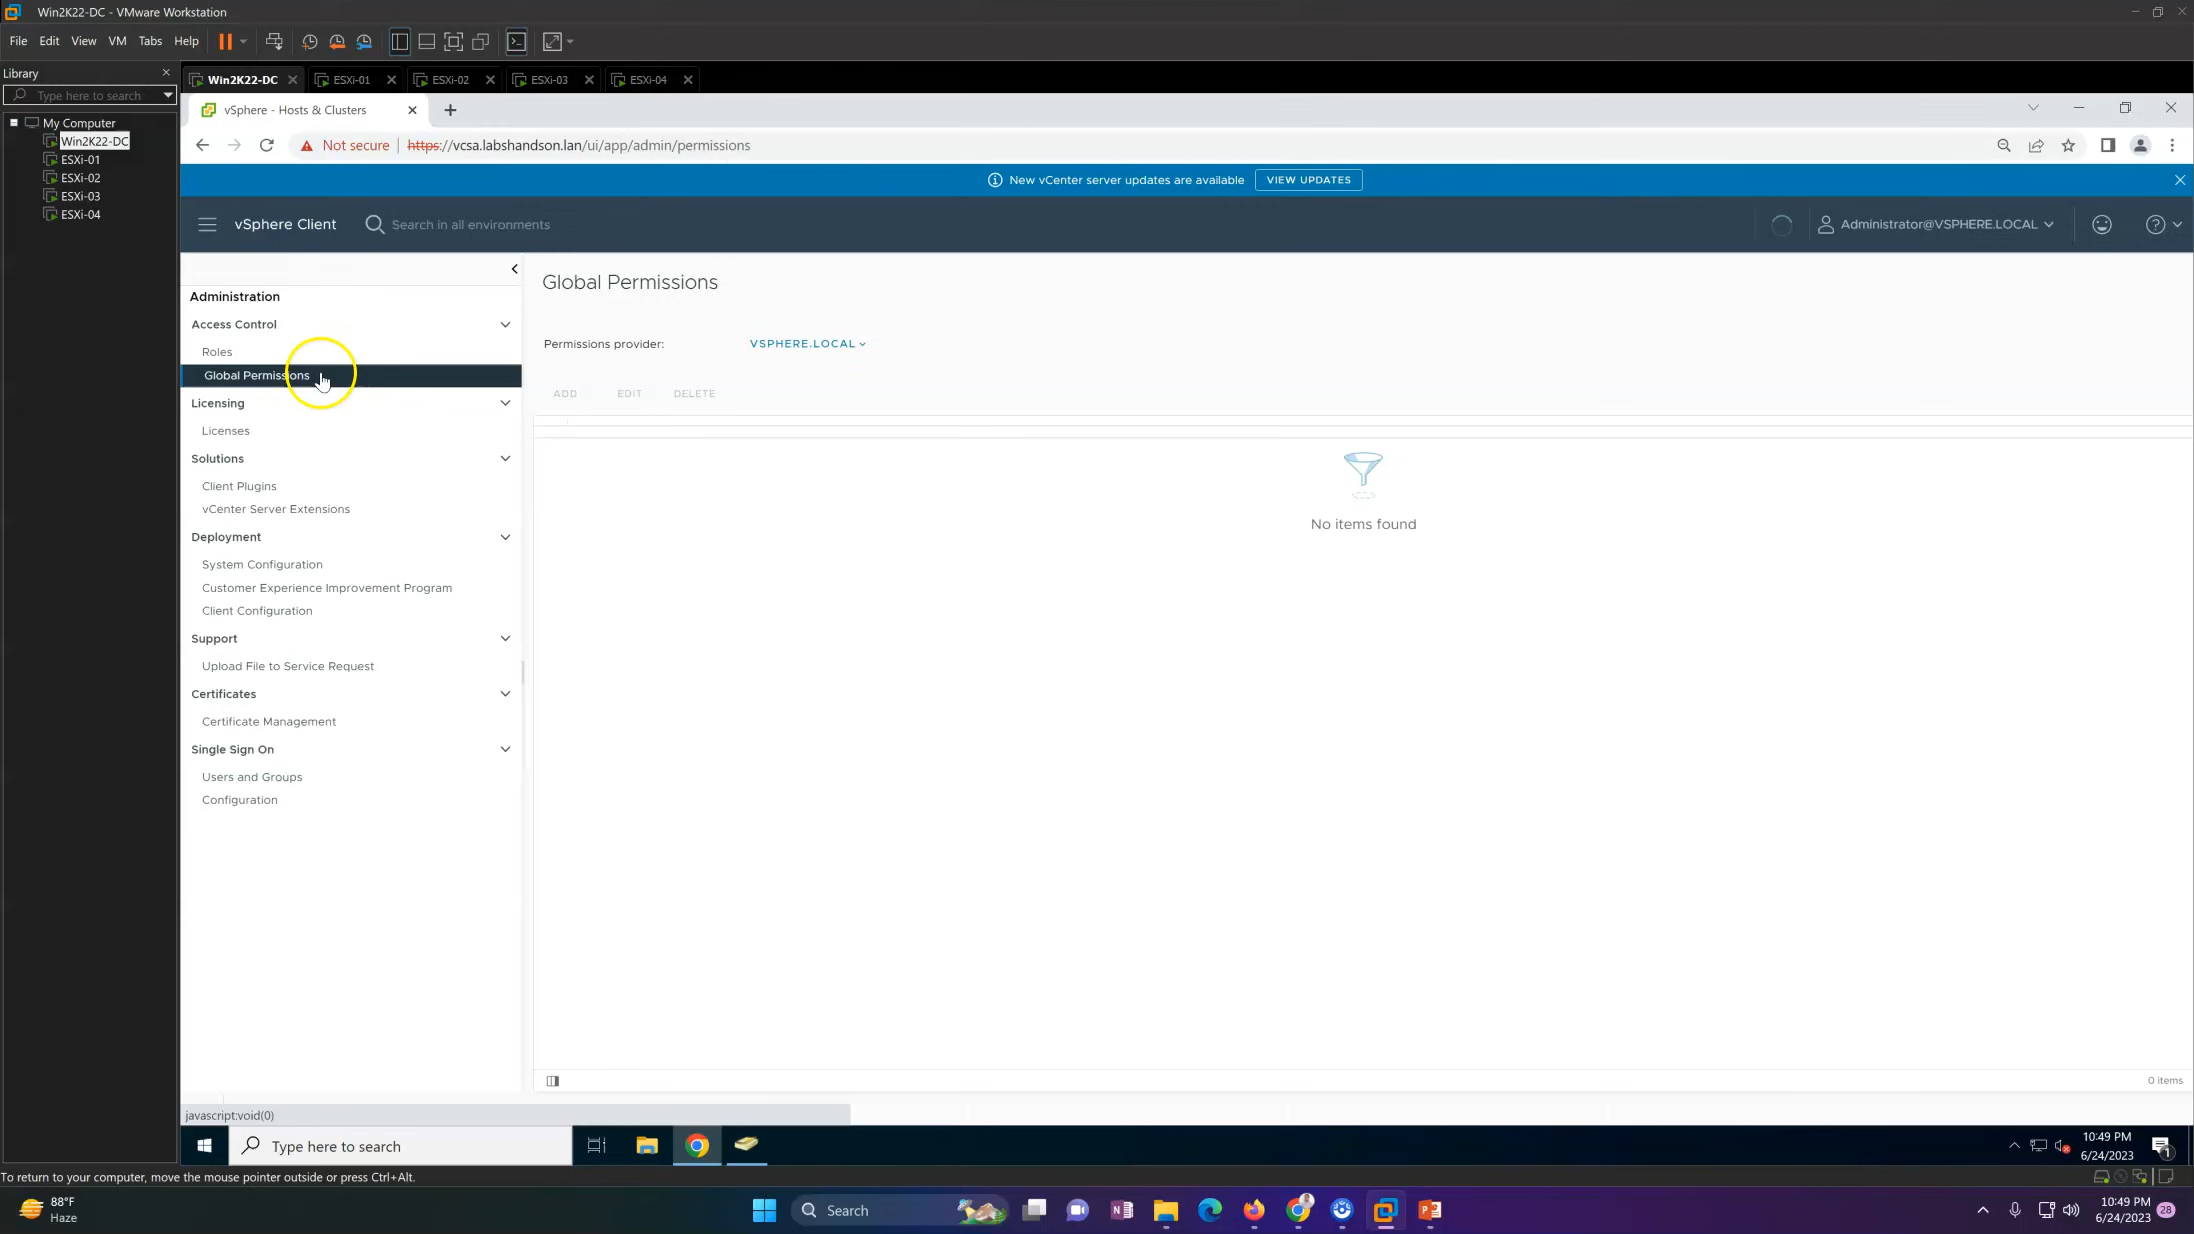 Win2K22-DC - VMware Workstation
File Edit View VM Tabs Help
Library
Type here to search
My Computer
Win2K22-DC
ESXi-01
ESXi-02
ESXi-03
ESXi-04
Win2K22-DC ESXi-01 ESXi-02 ESXi-03 ESXi-04
vSphere - Hosts & Clusters
Not secure https://vcsa.labshandson.lan/ui/app/admin/permissions
New vCenter server updates are available VIEW UPDATES
vSphere Client Search in all environments Administrator@VSPHERE.LOCAL
Administration
Access Control
Roles
Global Permissions
Licensing
Licenses
Solutions
Client Plugins
vCenter Server Extensions
Deployment
System Configuration
Customer Experience Improvement Program
Client Configuration
Support
Upload File to Service Request
Certificates
Certificate Management
Single Sign On
Users and Groups
Configuration
Global Permissions
Permissions provider: VSPHERE.LOCAL
ADD EDIT DELETE
No items found
0 items
javascript:void(0)
Type here to search
10:49 PM
6/24/2023
1
To return to your computer, move the mouse pointer outside or press Ctrl+Alt.
88°F
Haze
Search
10:49 PM
6/24/2023
28